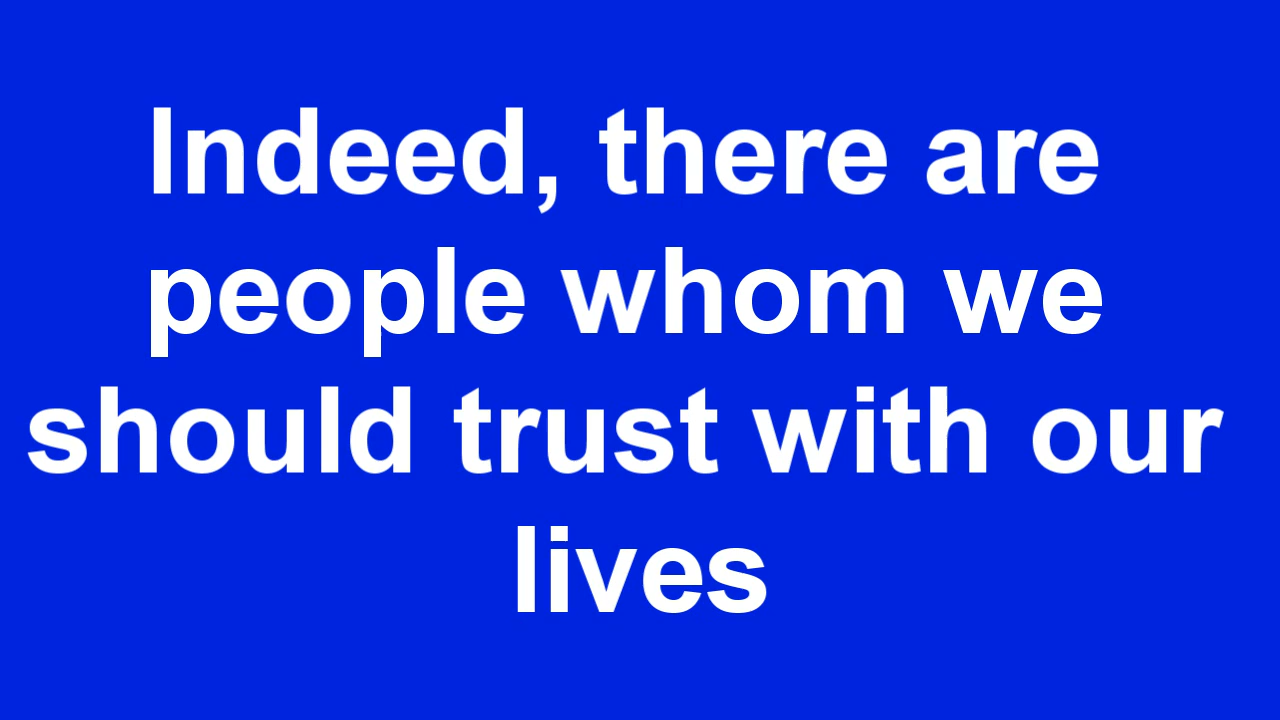 Indeed, there are
people whom we
should trust with our
lives